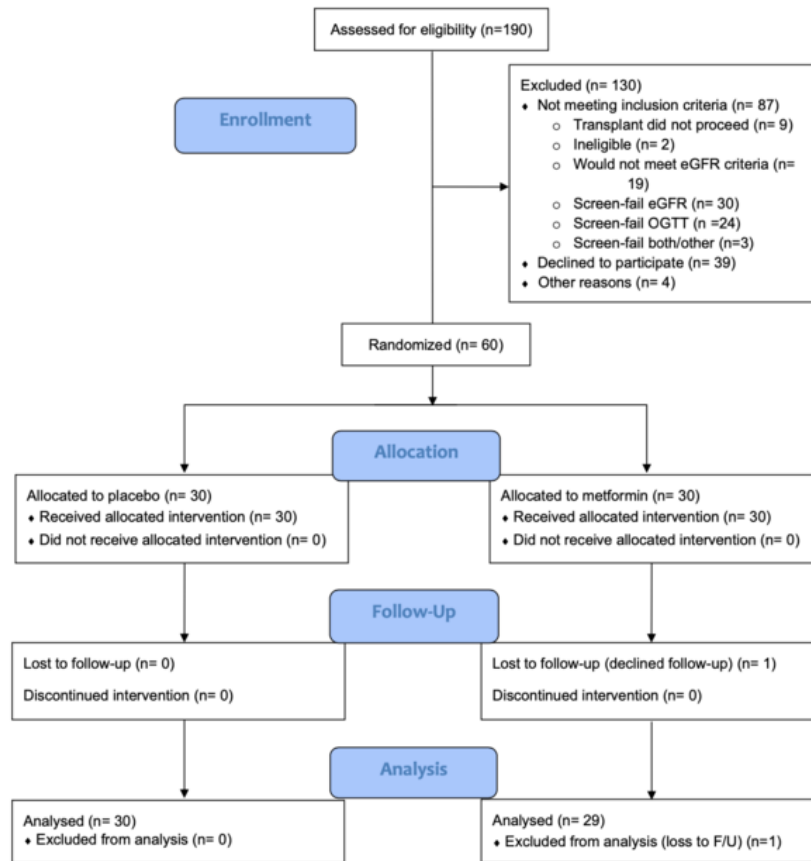 Assessed for eligibility (n=190)
Enrollment
Excluded (n= 130)
♦ Not meeting inclusion criteria (n= 87)
○ Transplant did not proceed (n= 9)
○ Ineligible (n= 2)
○ Would not meet eGFR criteria (n=
19)
○ Screen-fail eGFR (n= 30)
○ Screen-fail OGTT (n =24)
○ Screen-fail both/other (n=3)
♦ Declined to participate (n= 39)
♦ Other reasons (n= 4)
Randomized (n= 60)
Allocation
Allocated to placebo (n= 30)
♦ Received allocated intervention (n= 30)
♦ Did not receive allocated intervention (n= 0)
Allocated to metformin (n= 30)
♦ Received allocated intervention (n= 30)
♦ Did not receive allocated intervention (n= 0)
Follow-Up
Lost to follow-up (n= 0)
Discontinued intervention (n= 0)
Lost to follow-up (declined follow-up) (n= 1)
Discontinued intervention (n= 0)
Analysis
Analysed (n= 30)
♦ Excluded from analysis (n= 0)
Analysed (n= 29)
♦ Excluded from analysis (loss to F/U) (n=1)